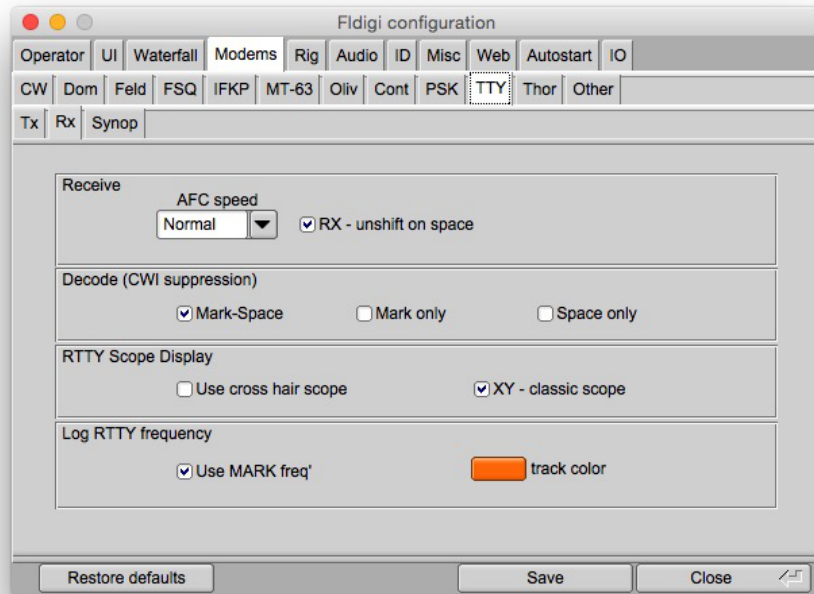 Fldigi configuration
Operator UI Waterfall Modems Rig Audio ID Misc Web Autostart IO
CW Dom Feld FSQ IFKP MT-63 Oliv Cont PSK TTY Thor Other
Tx Rx Synop
Receive
AFC speed
Normal RX - unshift on space
Decode (CWI suppression)
Mark-Space Mark only Space only
RTTY Scope Display
Use cross hair scope XY - classic scope
Log RTTY frequency
Use MARK freq' track color
Restore defaults Save Close